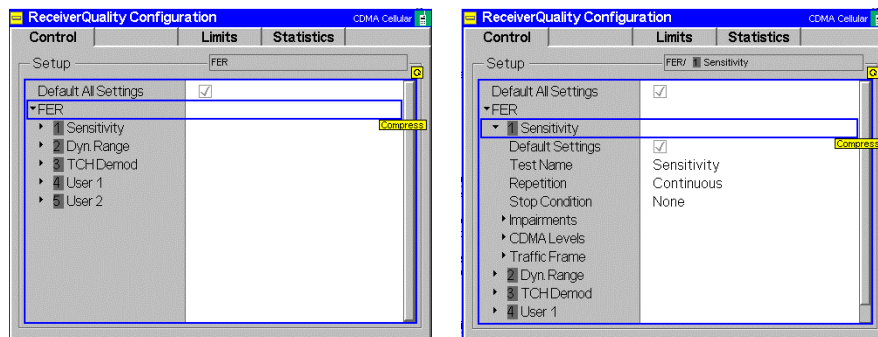 ReceiverQuality Configuration CDMA Cellular
Control Limits Statistics
Setup FER
Default All Settings
FER
Compress
1 Sensitivity
2 Dyn. Range
3 TCH Demod
4 User 1
5 User 2
ReceiverQuality Configuration CDMA Cellular
Control Limits Statistics
Setup FER/ 1 Sensitivity
Default All Settings
FER
1 Sensitivity
Compress
Default Settings
Test Name Sensitivity
Repetition Continuous
Stop Condition None
Impairments
CDMA Levels
Traffic Frame
2 Dyn. Range
3 TCH Demod
4 User 1